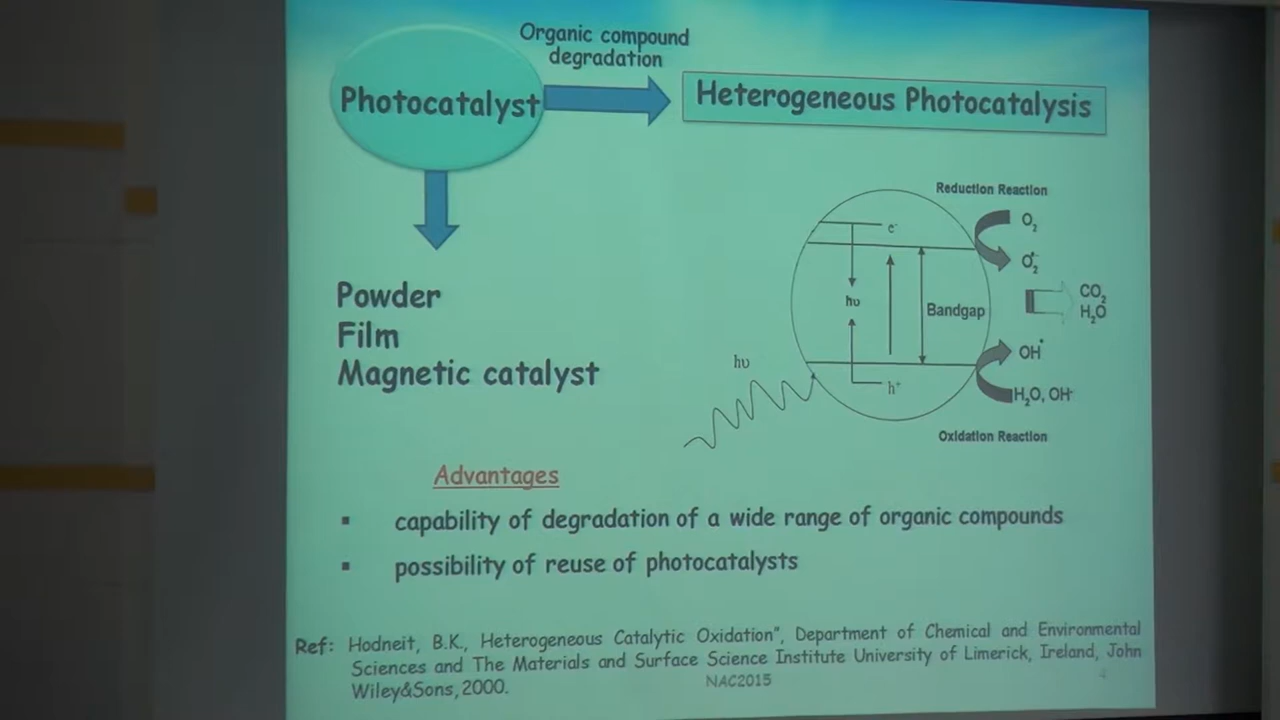 Organic compound
degradation
Photocatalyst
Heterogeneous Photocatalysis
Powder
Film
Magnetic catalyst
Reduction Reaction
e⁻
O₂
O₂⁻
hυ
Bandgap
CO₂
H₂O
OH•
hυ
h⁺
H₂O, OH⁻
Oxidation Reaction
Advantages
▪ capability of degradation of a wide range of organic compounds
▪ possibility of reuse of photocatalysts
Ref: Hodneit, B.K., Heterogeneous Catalytic Oxidation", Department of Chemical and Environmental
Sciences and The Materials and Surface Science Institute University of Limerick, Ireland, John
Wiley&Sons, 2000.
NAC2015
4